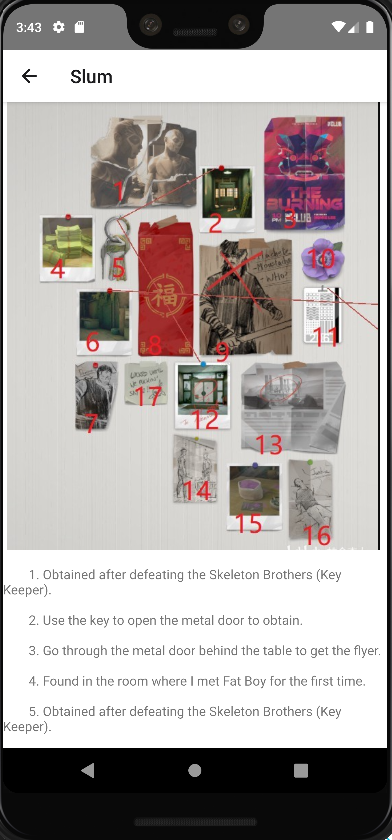 3:43
Slum
THE
BURNING
CLUB
1
2
3
4
5
10
福
6
8
9
11
7
17
12
13
14
15
16
1. Obtained after defeating the Skeleton Brothers (Key
Keeper).
2. Use the key to open the metal door to obtain.
3. Go through the metal door behind the table to get the flyer.
4. Found in the room where I met Fat Boy for the first time.
5. Obtained after defeating the Skeleton Brothers (Key
Keeper).